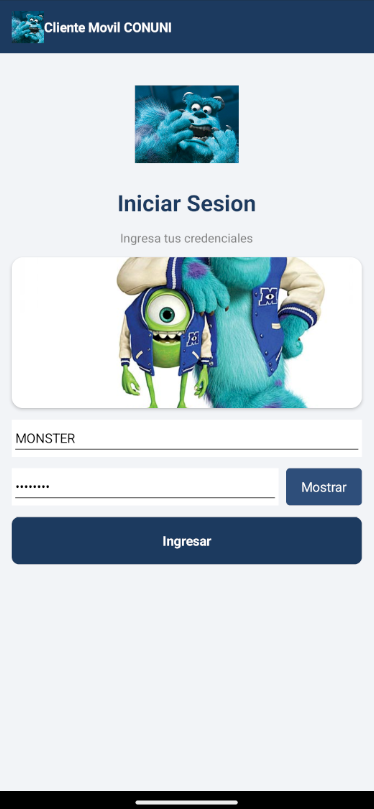 Cliente Movil CONUNI
Iniciar Sesion
Ingresa tus credenciales
M
M
MONSTER
••••••••
Mostrar
Ingresar